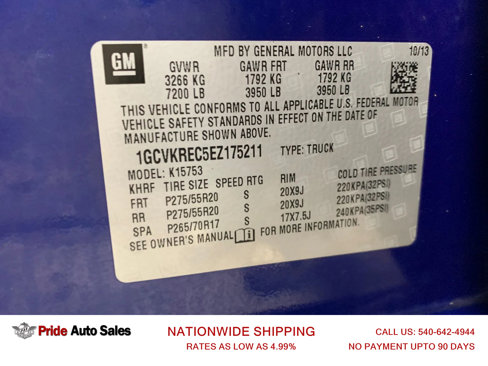 GM
MFD BY GENERAL MOTORS LLC 10/13
GVWR GAWR FRT GAWR RR
3266 KG 1792 KG 1792 KG
7200 LB 3950 LB 3950 LB
THIS VEHICLE CONFORMS TO ALL APPLICABLE U.S. FEDERAL MOTOR
VEHICLE SAFETY STANDARDS IN EFFECT ON THE DATE OF
MANUFACTURE SHOWN ABOVE.
1GCVKREC5EZ175211 TYPE: TRUCK
MODEL: K15753
KHRF TIRE SIZE SPEED RTG RIM COLD TIRE PRESSURE
FRT P275/55R20 S 20X9J 220KPA(32PSI)
RR P275/55R20 S 20X9J 220KPA(32PSI)
SPA P265/70R17 S 17X7.5J 240KPA(35PSI)
SEE OWNER'S MANUAL FOR MORE INFORMATION.
Pride Auto Sales
NATIONWIDE SHIPPING
RATES AS LOW AS 4.99%
CALL US: 540-642-4944
NO PAYMENT UPTO 90 DAYS